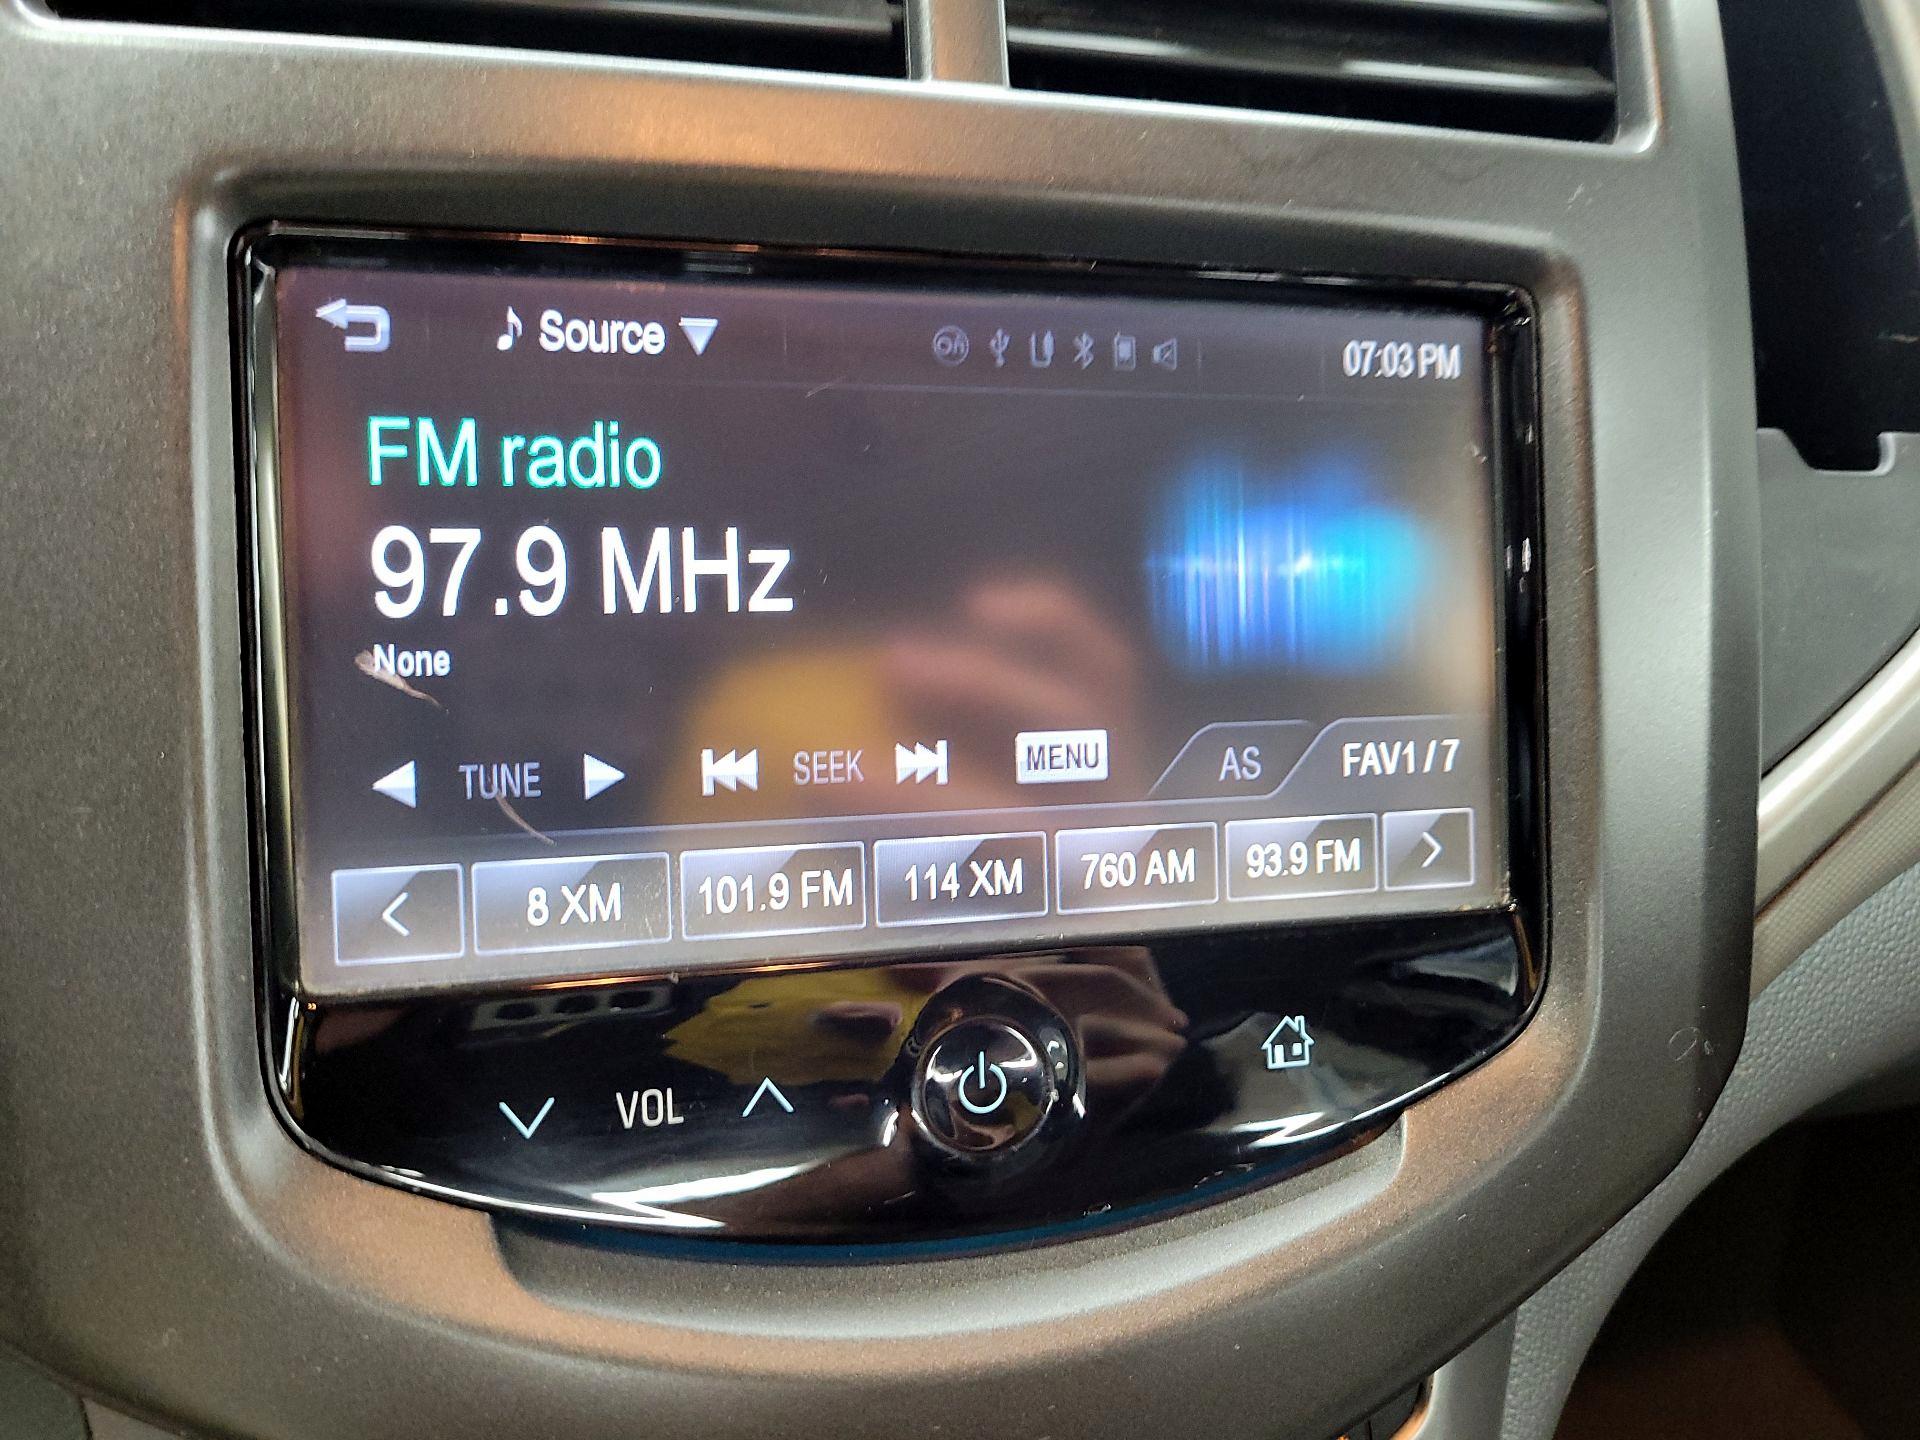 Source 07:03 PM
FM radio
97.9 MHz
None
TUNE SEEK MENU AS FAV1 / 7
< 8 XM 101.9 FM 114 XM 760 AM 93.9 FM >
VOL